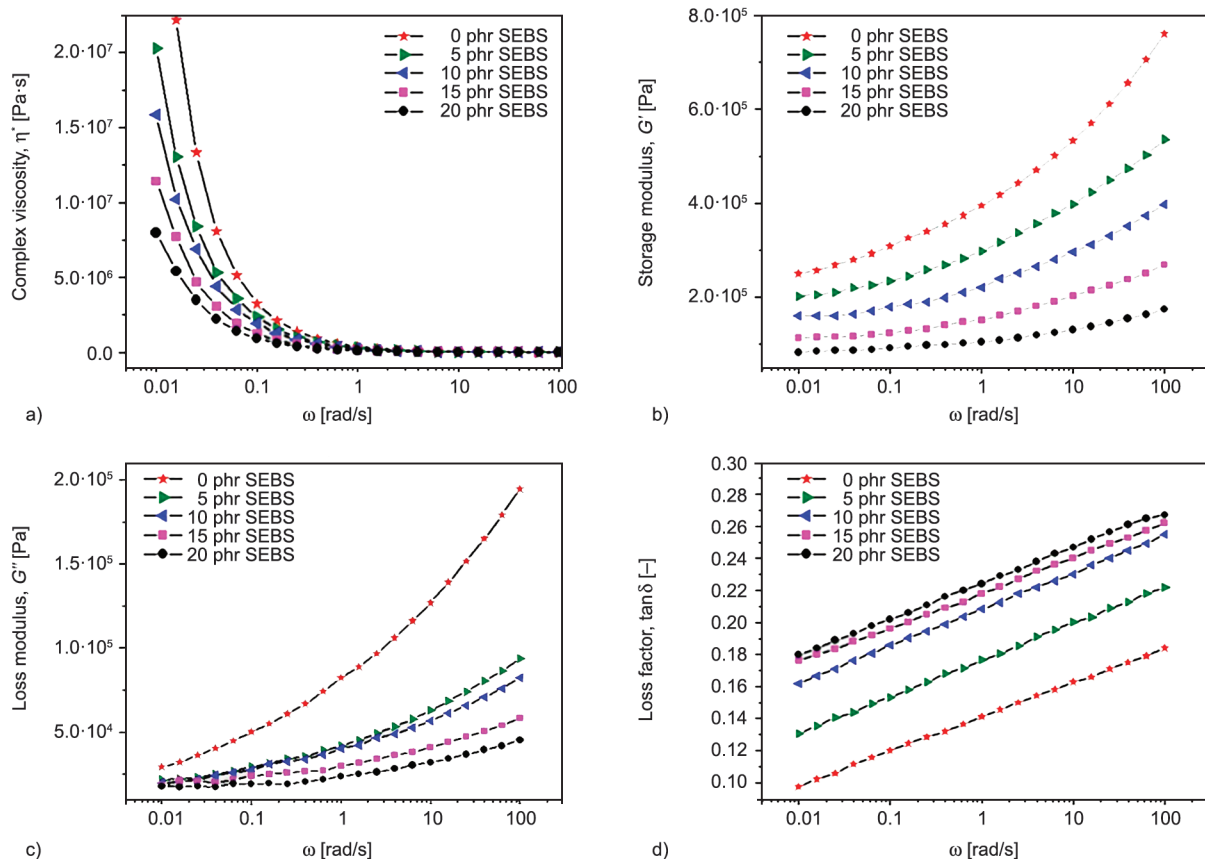 2.0·10⁷
1.5·10⁷
1.0·10⁷
5.0·10⁶
0.0
Complex viscosity, η* [Pa·s]
0 phr SEBS
5 phr SEBS
10 phr SEBS
15 phr SEBS
20 phr SEBS
0.01 0.1 1 10 100
ω [rad/s]
a)
8.0·10⁵
6.0·10⁵
4.0·10⁵
2.0·10⁵
Storage modulus, G′ [Pa]
0 phr SEBS
5 phr SEBS
10 phr SEBS
15 phr SEBS
20 phr SEBS
0.01 0.1 1 10 100
ω [rad/s]
b)
2.0·10⁵
1.5·10⁵
1.0·10⁵
5.0·10⁴
Loss modulus, G″ [Pa]
0 phr SEBS
5 phr SEBS
10 phr SEBS
15 phr SEBS
20 phr SEBS
0.01 0.1 1 10 100
ω [rad/s]
c)
0.30
0.28
0.26
0.24
0.22
0.20
0.18
0.16
0.14
0.12
0.10
Loss factor, tanδ [–]
0 phr SEBS
5 phr SEBS
10 phr SEBS
15 phr SEBS
20 phr SEBS
0.01 0.1 1 10 100
ω [rad/s]
d)